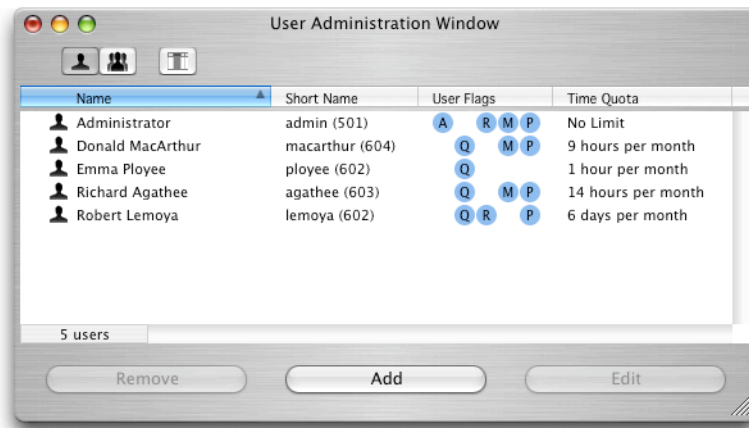 User Administration Window
Name Short Name User Flags Time Quota
Administrator admin (501) A R M P No Limit
Donald MacArthur macarthur (604) Q M P 9 hours per month
Emma Ployee ployee (602) Q 1 hour per month
Richard Agathee agathee (603) Q M P 14 hours per month
Robert Lemoya lemoya (602) Q R P 6 days per month
5 users
Remove Add Edit